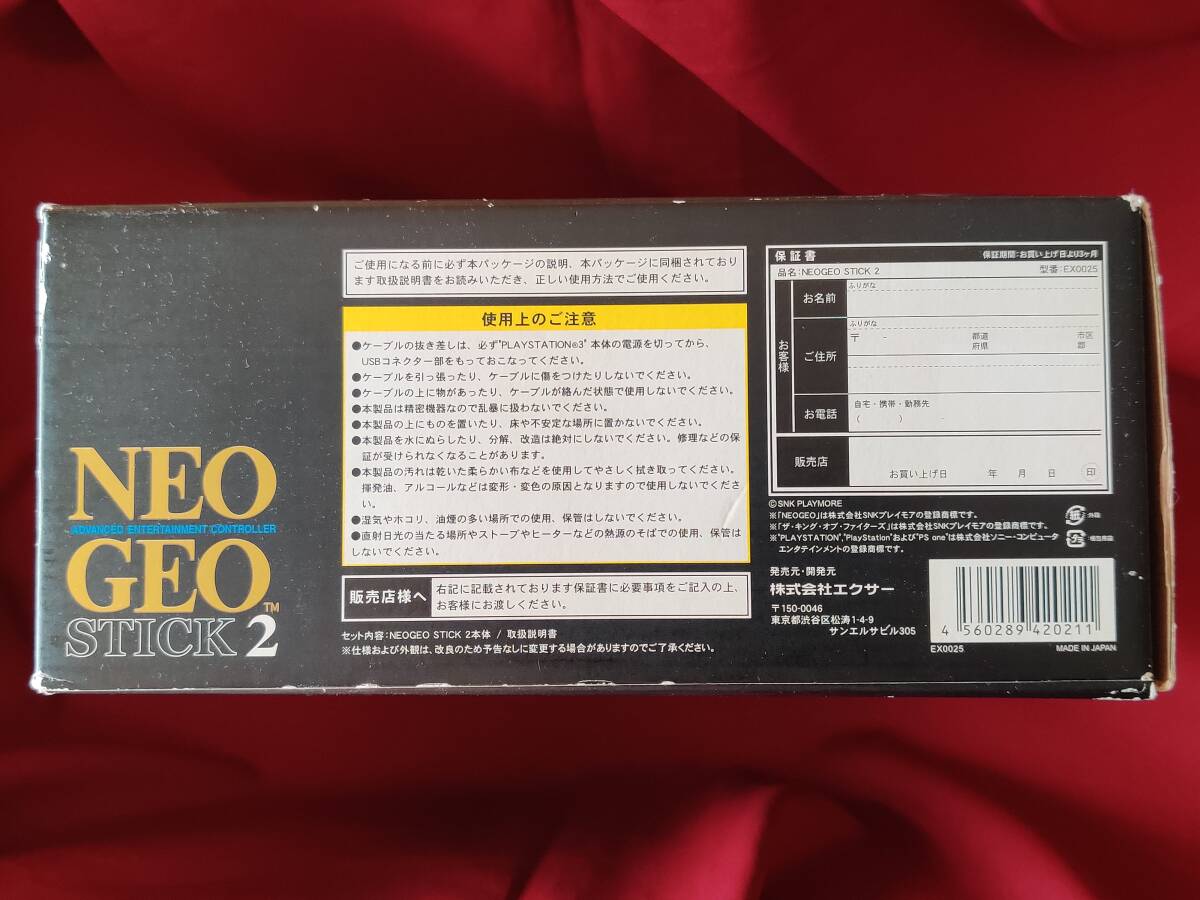 NEO
ADVANCED ENTERTAINMENT CONTROLLER
GEO™
STICK 2
ご使用になる前に必ず本パッケージの説明、本パッケージに同梱されており
ます取扱説明書をお読みいただき、正しい使用方法でご使用ください。
使用上のご注意
●ケーブルの抜き差しは、必ず"PLAYSTATION®3" 本体の電源を切ってから、
USBコネクター部をもっておこなってください。
●ケーブルを引っ張ったり、ケーブルに傷をつけたりしないでください。
●ケーブルの上に物があったり、ケーブルが絡んだ状態で使用しないでください。
●本製品は精密機器なので乱暴に扱わないでください。
●本製品の上にものを置いたり、床や不安定な場所に置かないでください。
●本製品を水にぬらしたり、分解、改造は絶対にしないでください。修理などの保
証が受けられなくなることがあります。
●本製品の汚れは乾いた柔らかい布などを使用してやさしく拭き取ってください。
揮発油、アルコールなどは変形・変色の原因となりますので使用しないでくださ
い。
●湿気やホコリ、油煙の多い場所での使用、保管はしないでください。
●直射日光の当たる場所やストーブやヒーターなどの熱源のそばでの使用、保管は
しないでください。
販売店様へ
右記に記載されております保証書に必要事項をご記入の上、
お客様にお渡しください。
セット内容:NEOGEO STICK 2本体 / 取扱説明書
※仕様および外観は、改良のため予告なしに変更する場合がありますのでご了承ください。
保証書 保証期間:お買い上げ日より3ヶ月
品名:NEOGEO STICK 2 型番:EX0025
お客様
お名前
ふりがな
ご住所
ふりがな
〒 - 都道 市区
府県 郡
お電話
自宅・携帯・勤務先
( ) -
販売店
お買い上げ日 年 月 日 印
©SNK PLAYMORE
※「NEOGEO」は株式会社SNKプレイモアの登録商標です。
※「ザ・キング・オブ・ファイターズ」は株式会社SNKプレイモアの登録商標です。
※"PLAYSTATION","PlayStation"および"PS one"は株式会社ソニー・コンピュータ
エンタテインメントの登録商標です。
紙 :外箱
プラ :梱包用品
発売元・開発元
株式会社エクサー
〒150-0046
東京都渋谷区松濤1-4-9
サンエルサビル305
4 560289 420211
EX0025 MADE IN JAPAN